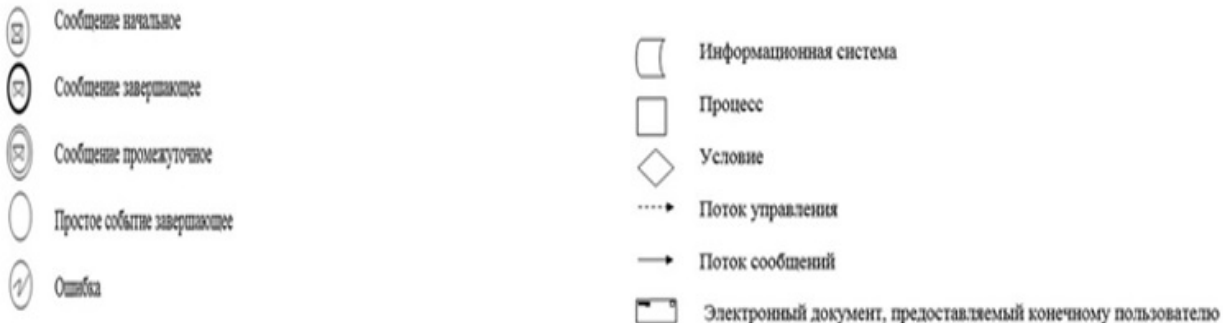 Сообщение начальное
Сообщение завершающее
Сообщение промежуточное
Простое событие завершающее
Ошибка
Информационная система
Процесс
Условие
Поток управления
Поток сообщений
Электронный документ, предоставляемый конечному пользователю